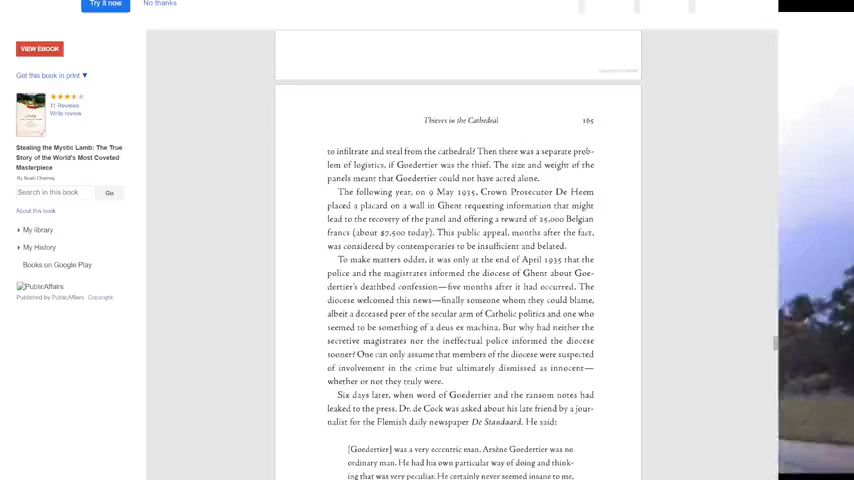 Try it now
No thanks
VIEW EBOOK
Get this book in print ▼
11 Reviews
Write review
Stealing the Mystic Lamb: The True
Story of the World's Most Coveted
Masterpiece
By Noah Charney
Search in this book
Go
About this book
My library
My History
Books on Google Play
PublicAffairs
Published by PublicAffairs Copyright.
Thieves in the Cathedral 165
to infiltrate and steal from the cathedral? Then there was a separate prob-
lem of logistics, if Goedertier was the thief. The size and weight of the
panels meant that Goedertier could not have acted alone.
The following year, on 9 May 1935, Crown Prosecutor De Heem
placed a placard on a wall in Ghent requesting information that might
lead to the recovery of the panel and offering a reward of 25,000 Belgian
francs (about $7,500 today). This public appeal, months after the fact,
was considered by contemporaries to be insufficient and belated.
To make matters odder, it was only at the end of April 1935 that the
police and the magistrates informed the diocese of Ghent about Goe-
dertier's deathbed confession—five months after it had occurred. The
diocese welcomed this news—finally someone whom they could blame,
albeit a deceased peer of the secular arm of Catholic politics and one who
seemed to be something of a deus ex machina. But why had neither the
secretive magistrates nor the ineffectual police informed the diocese
sooner? One can only assume that members of the diocese were suspected
of involvement in the crime but ultimately dismissed as innocent—
whether or not they truly were.
Six days later, when word of Goedertier and the ransom notes had
leaked to the press, Dr. de Cock was asked about his late friend by a jour-
nalist for the Flemish daily newspaper De Standaard. He said:
[Goedertier] was a very eccentric man. Arsène Goedertier was no
ordinary man. He had his own particular way of doing and think-
ing that was very peculiar. He certainly never seemed insane to me,